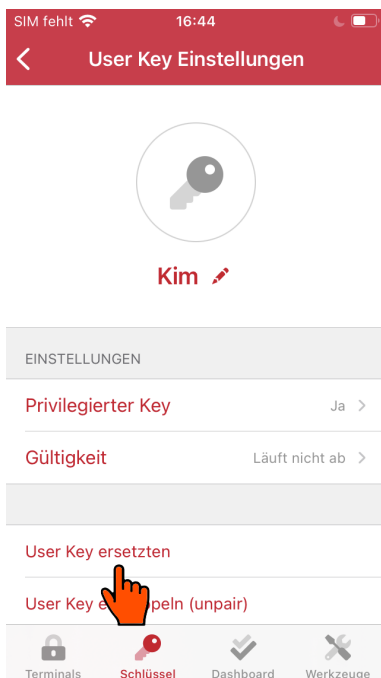 SIM fehlt 16:44
User Key Einstellungen
Kim
EINSTELLUNGEN
Privilegierter Key Ja
Gültigkeit Läuft nicht ab
User Key ersetzten
User Key (unpair)
Terminals Schlüssel Dashboard Werkzeuge